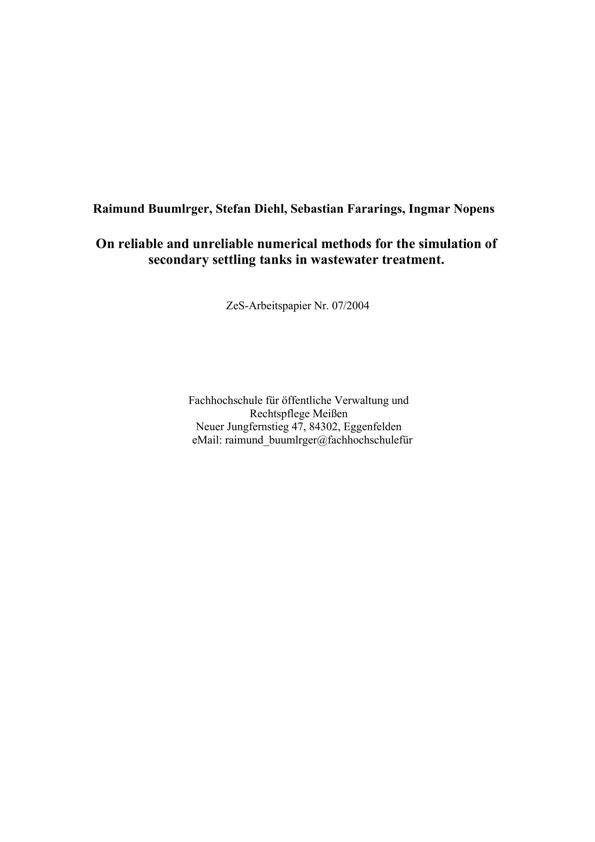 Raimund Buumlrger, Stefan Diehl, Sebastian Fararings, Ingmar Nopens
On reliable and unreliable numerical methods for the simulation of
secondary settling tanks in wastewater treatment.
ZeS-Arbeitspapier Nr. 07/2004
Fachhochschule für öffentliche Verwaltung und
Rechtspflege Meißen
Neuer Jungfernstieg 47, 84302, Eggenfelden
eMail: raimund_buumlrger@fachhochschulefür